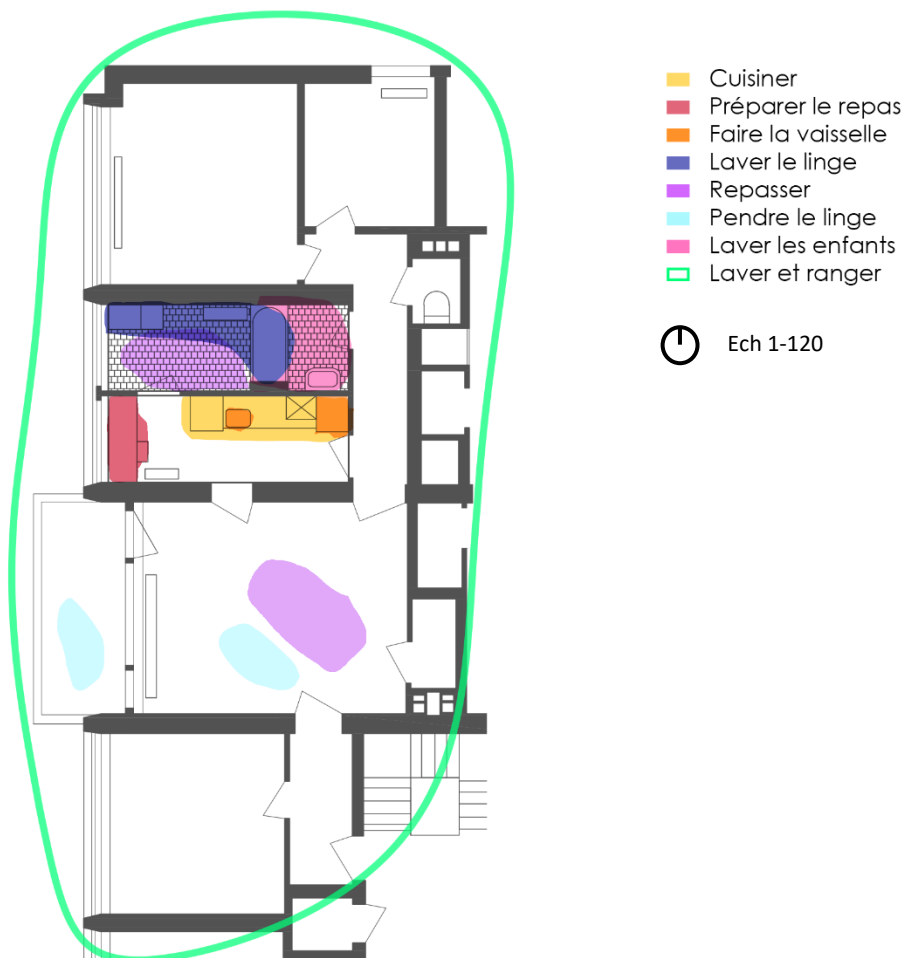 Cuisiner
Préparer le repas
Faire la vaisselle
Laver le linge
Repasser
Pendre le linge
Laver les enfants
Laver et ranger
Ech 1-120